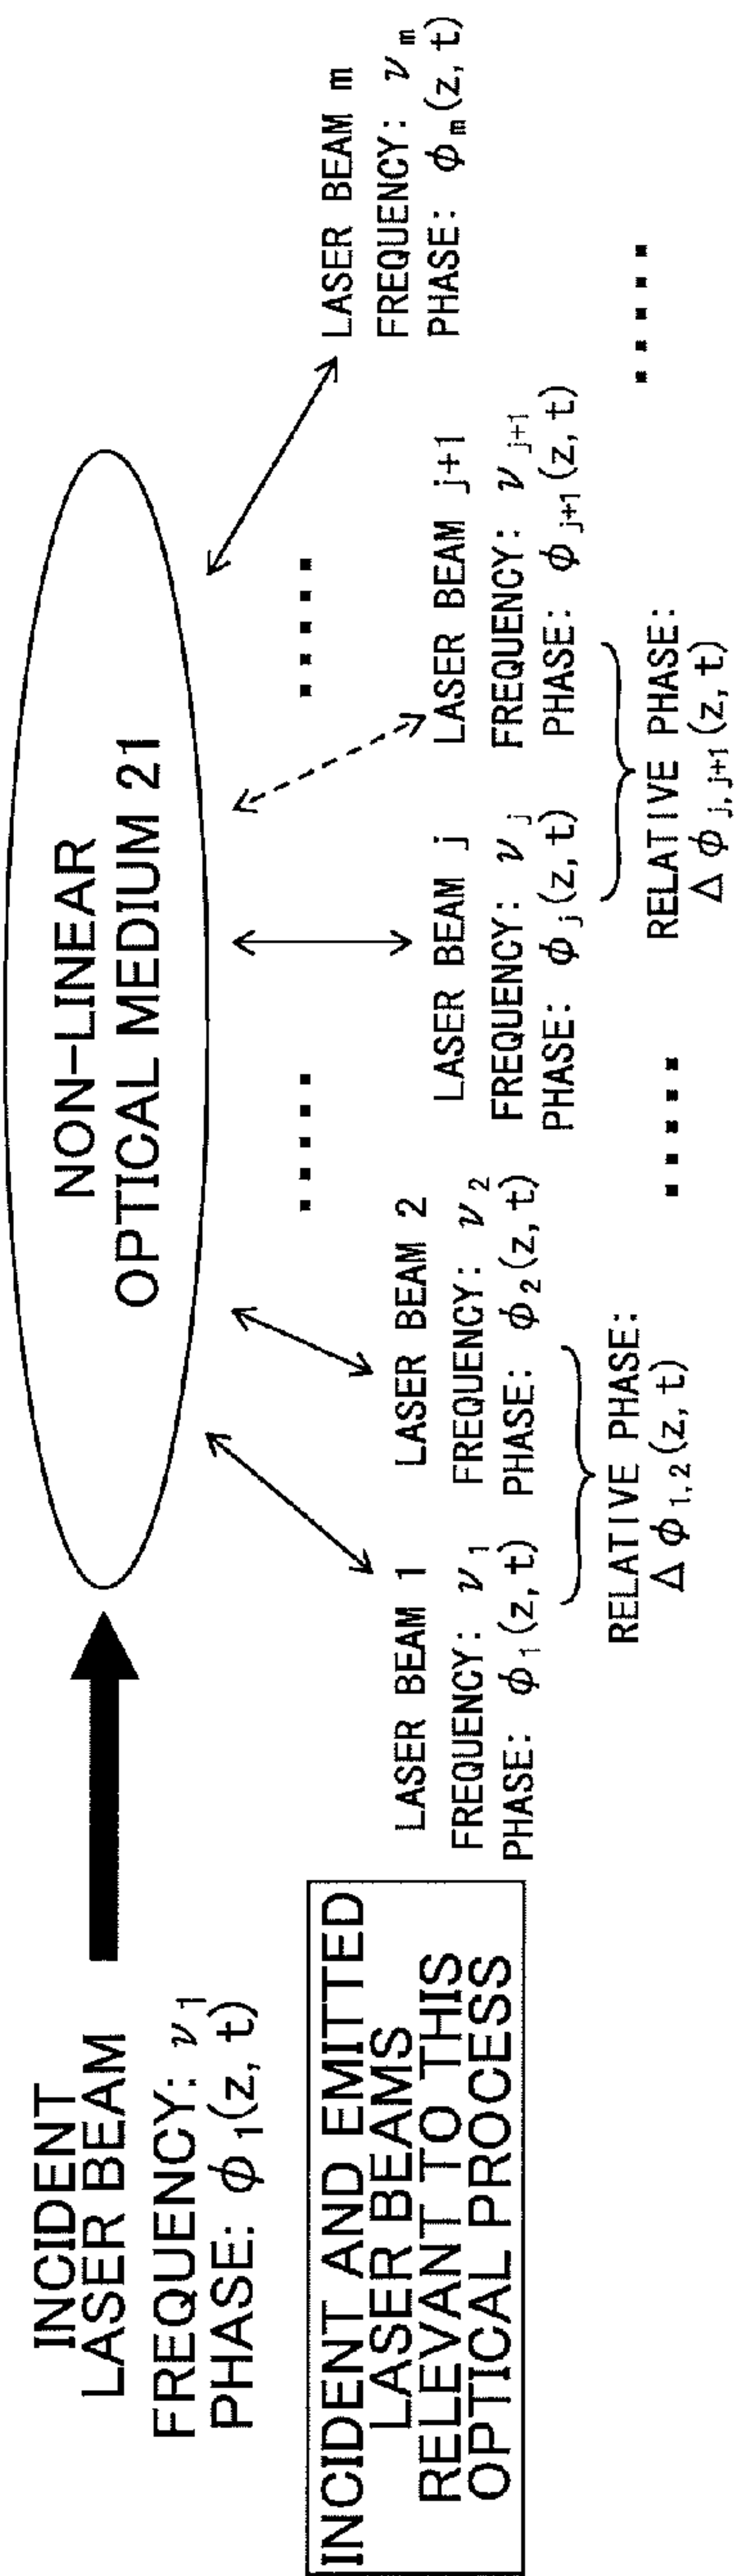 INCIDENT
LASER BEAM
FREQUENCY: ν₁
PHASE: ϕ₁(z, t)
NON-LINEAR
OPTICAL MEDIUM 21
INCIDENT AND EMITTED
LASER BEAMS
RELEVANT TO THIS
OPTICAL PROCESS
LASER BEAM 1
FREQUENCY: ν₁
PHASE: ϕ₁(z, t)
LASER BEAM 2
FREQUENCY: ν₂
PHASE: ϕ₂(z, t)
RELATIVE PHASE:
Δϕ₁,₂(z, t)
.....
.....
LASER BEAM j
FREQUENCY: νⱼ
PHASE: ϕⱼ(z, t)
LASER BEAM j+1
FREQUENCY: νⱼ₊₁
PHASE: ϕⱼ₊₁(z, t)
RELATIVE PHASE:
Δϕⱼ,ⱼ₊₁(z, t)
.....
.....
LASER BEAM m
FREQUENCY: νₘ
PHASE: ϕₘ(z, t)